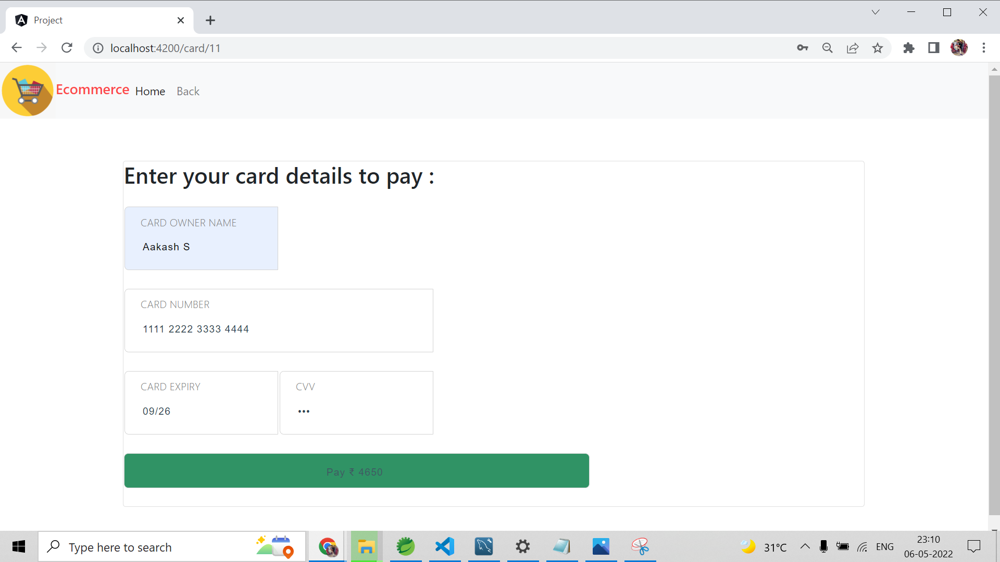 Project
localhost:4200/card/11
Ecommerce Home Back
Enter your card details to pay :
CARD OWNER NAME
Aakash S
CARD NUMBER
1111 2222 3333 4444
CARD EXPIRY CVV
09/26 •••
Pay ₹ 4650
Type here to search
31°C ENG
23:10
06-05-2022